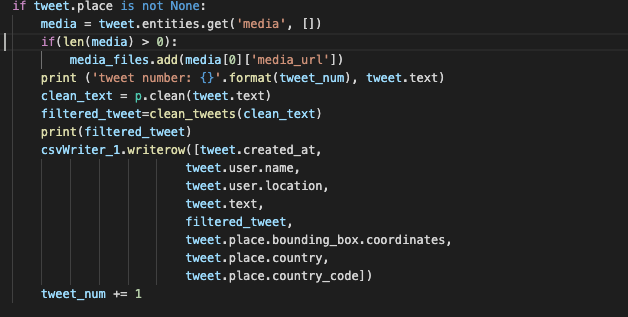 if tweet.place is not None:
    media = tweet.entities.get('media', [])
    if(len(media) > 0):
        media_files.add(media[0]['media_url'])
    print ('tweet number: {}'.format(tweet_num), tweet.text)
    clean_text = p.clean(tweet.text)
    filtered_tweet=clean_tweets(clean_text)
    print(filtered_tweet)
    csvWriter_1.writerow([tweet.created_at,
                        tweet.user.name,
                        tweet.user.location,
                        tweet.text,
                        filtered_tweet,
                        tweet.place.bounding_box.coordinates,
                        tweet.place.country,
                        tweet.place.country_code])
    tweet_num += 1